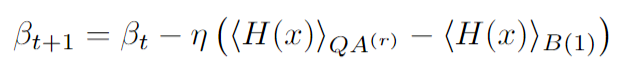 β_{t+1} = β_t − η (⟨H(x)⟩_{QA^{(r)}} − ⟨H(x)⟩_{B(1)})